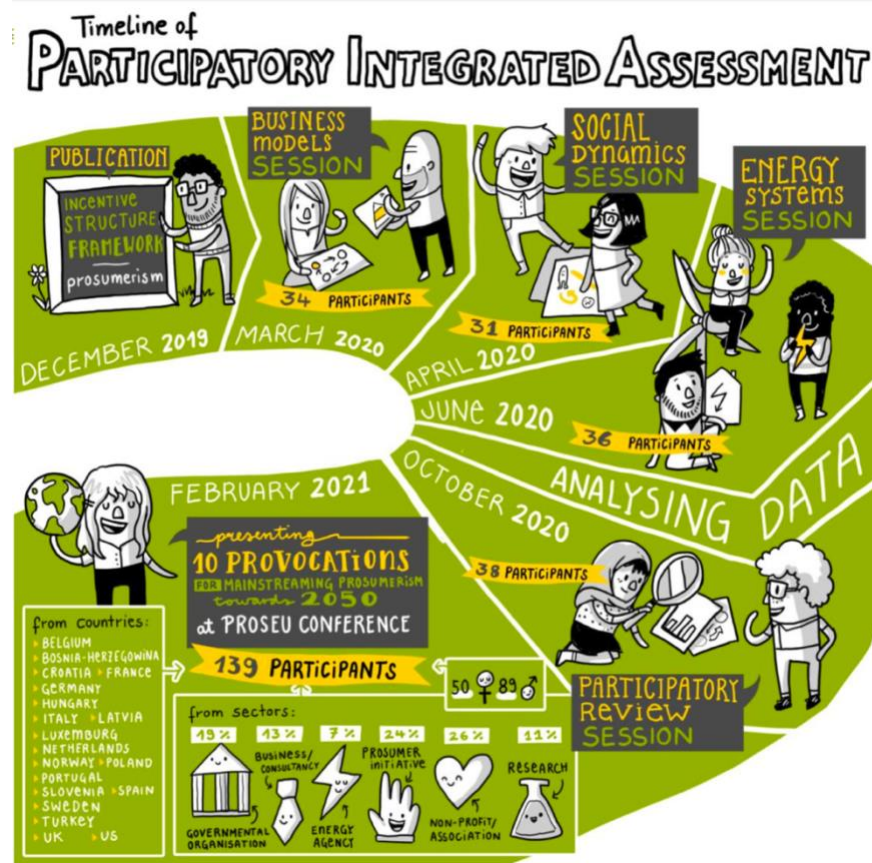 Timeline of
PARTICIPATORY INTEGRATED ASSESSMENT
PUBLICATION
INCENTIVE
STRUCTURE
FRAMEWORK
prosumerism
DECEMBER 2019
BUSINESS
MODELS
SESSION
34 PARTICIPANTS
MARCH 2020
SOCIAL
DYNAMICS
SESSION
31 PARTICIPANTS
APRIL 2020
ENERGY
SYSTEMS
SESSION
36 PARTICIPANTS
JUNE 2020
ANALYSING DATA
OCTOBER 2020
38 PARTICIPANTS
PARTICIPATORY
REVIEW
SESSION
FEBRUARY 2021
presenting
10 PROVOCATIONS
FOR MAINSTREAMING PROSUMERISM
towards 2050
at PROSEU CONFERENCE
139 PARTICIPANTS
50 ♀ 89 ♂
from countries:
BELGIUM
BOSNIA-HERZEGOWINA
CROATIA FRANCE
GERMANY
HUNGARY
ITALY LATVIA
LUXEMBURG
NETHERLANDS
NORWAY POLAND
PORTUGAL
SLOVENIA SPAIN
SWEDEN
TURKEY
UK US
from sectors:
19% 13% 7% 24% 26% 11%
GOVERNMENTAL
ORGANISATION
BUSINESS/
CONSULTANCY
ENERGY
AGENCY
PROSUMER
INITIATIVE
NON-PROFIT/
ASSOCIATION
RESEARCH